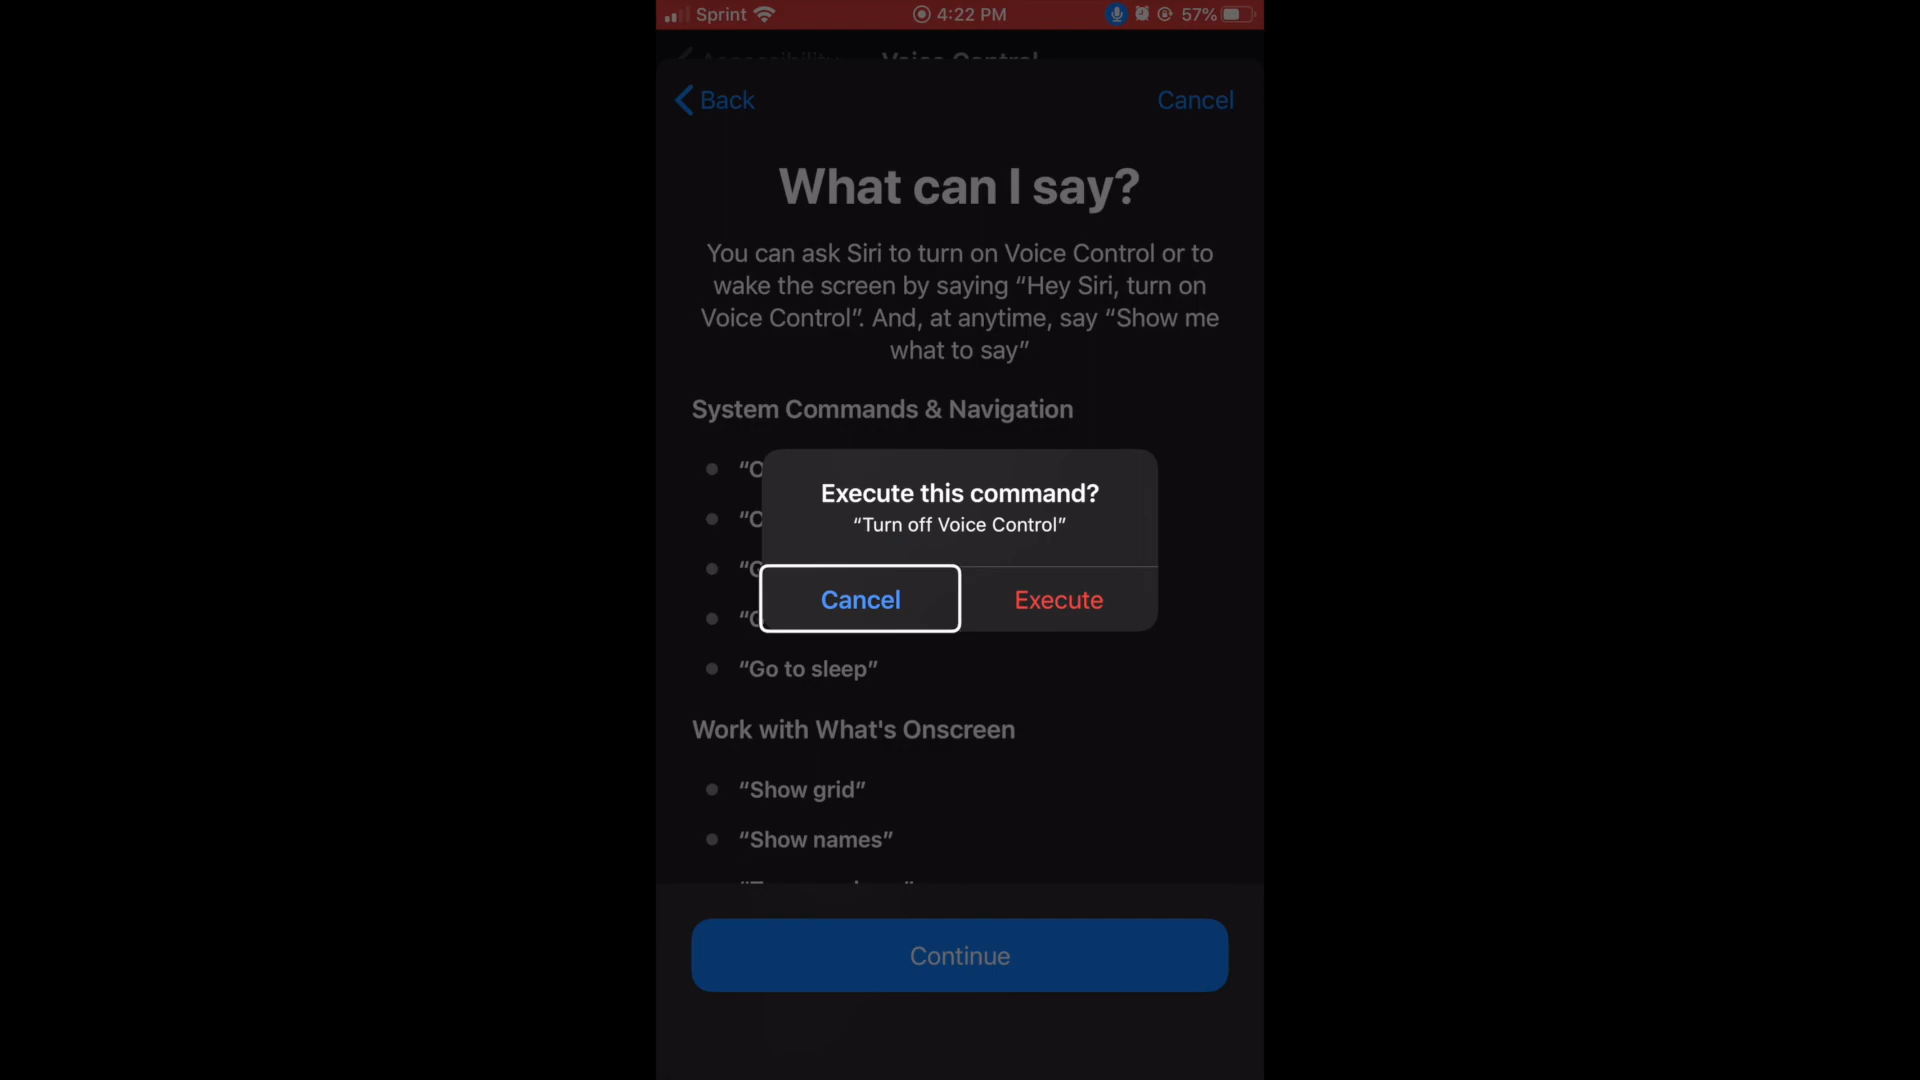 Sprint 4:22 PM 57%
Voice Control
Back Cancel
What can I say?
You can ask Siri to turn on Voice Control or to
wake the screen by saying “Hey Siri, turn on
Voice Control”. And, at anytime, say “Show me
what to say”
System Commands & Navigation
Execute this command?
“Turn off Voice Control”
Cancel Execute
“Go to sleep”
Work with What's Onscreen
“Show grid”
“Show names”
Continue